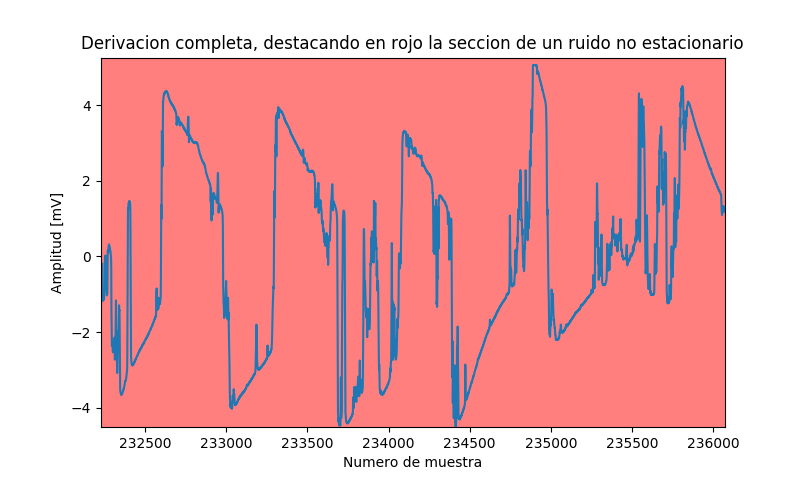 Derivacion completa, destacando en rojo la seccion de un ruido no estacionario
Amplitud [mV]
4
2
0
−2
−4
232500 233000 233500 234000 234500 235000 235500 236000
Numero de muestra